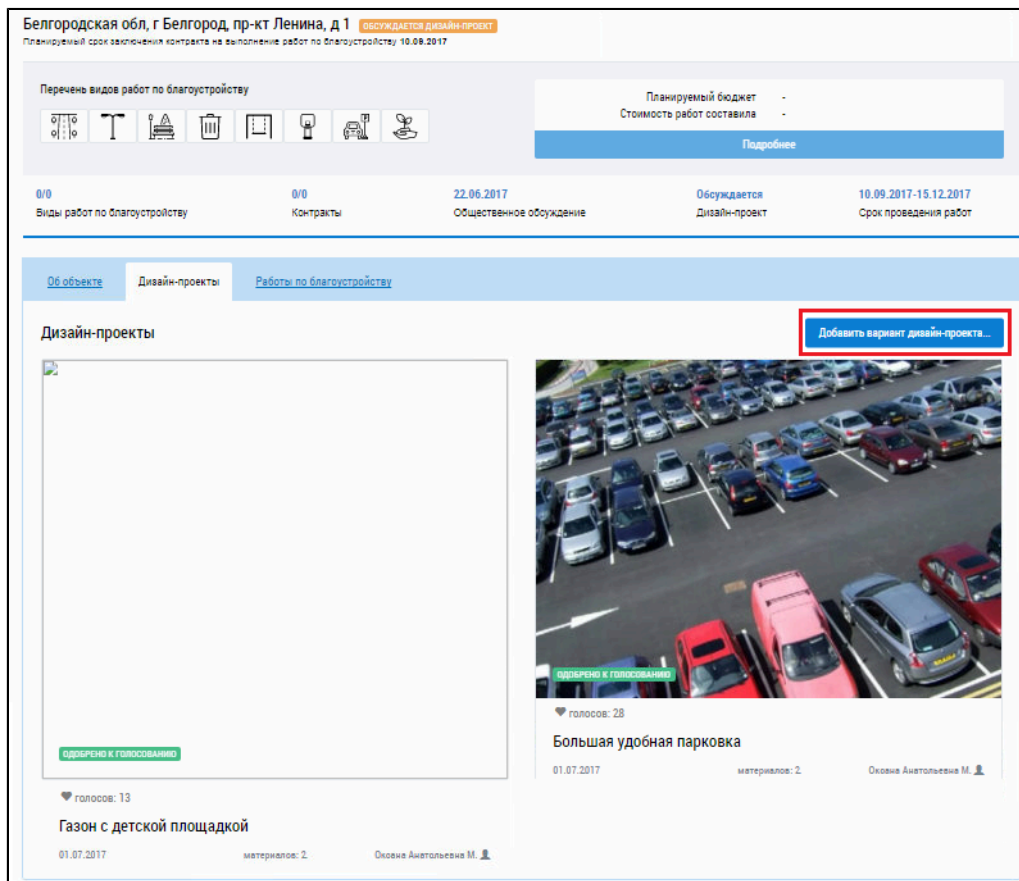 Белгородская обл, г Белгород, пр-кт Ленина, д 1 ОБСУЖДАЕТСЯ ДИЗАЙН-ПРОЕКТ
Планируемый срок заключения контракта на выполнение работ по благоустройству 10.09.2017
Перечень видов работ по благоустройству
Планируемый бюджет -
Стоимость работ составила -
Подробнее
0/0 0/0 22.06.2017 Обсуждается 10.09.2017-15.12.2017
Виды работ по благоустройству Контракты Общественное обсуждение Дизайн-проект Срок проведения работ
Об объекте Дизайн-проекты Работы по благоустройству
Дизайн-проекты Добавить вариант дизайн-проекта...
ОДОБРЕНО К ГОЛОСОВАНИЮ
голосов: 13
Газон с детской площадкой
01.07.2017 материалов: 2 Оковна Анатольевна М.
ОДОБРЕНО К ГОЛОСОВАНИЮ
голосов: 28
Большая удобная парковка
01.07.2017 материалов: 2 Оковна Анатольевна М.